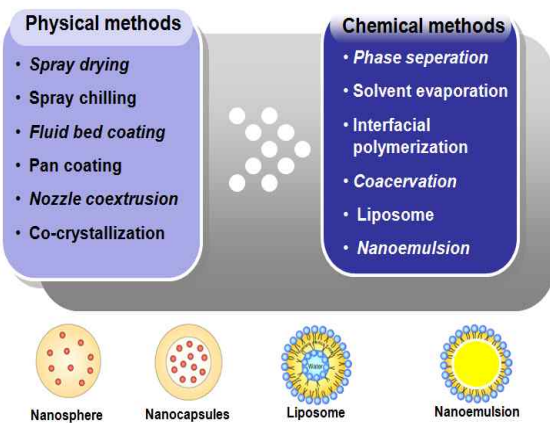 Physical methods
• Spray drying
• Spray chilling
• Fluid bed coating
• Pan coating
• Nozzle coextrusion
• Co-crystallization
Chemical methods
• Phase seperation
• Solvent evaporation
• Interfacial
polymerization
• Coacervation
• Liposome
• Nanoemulsion
Water
Nanosphere
Nanocapsules
Liposome
Nanoemulsion